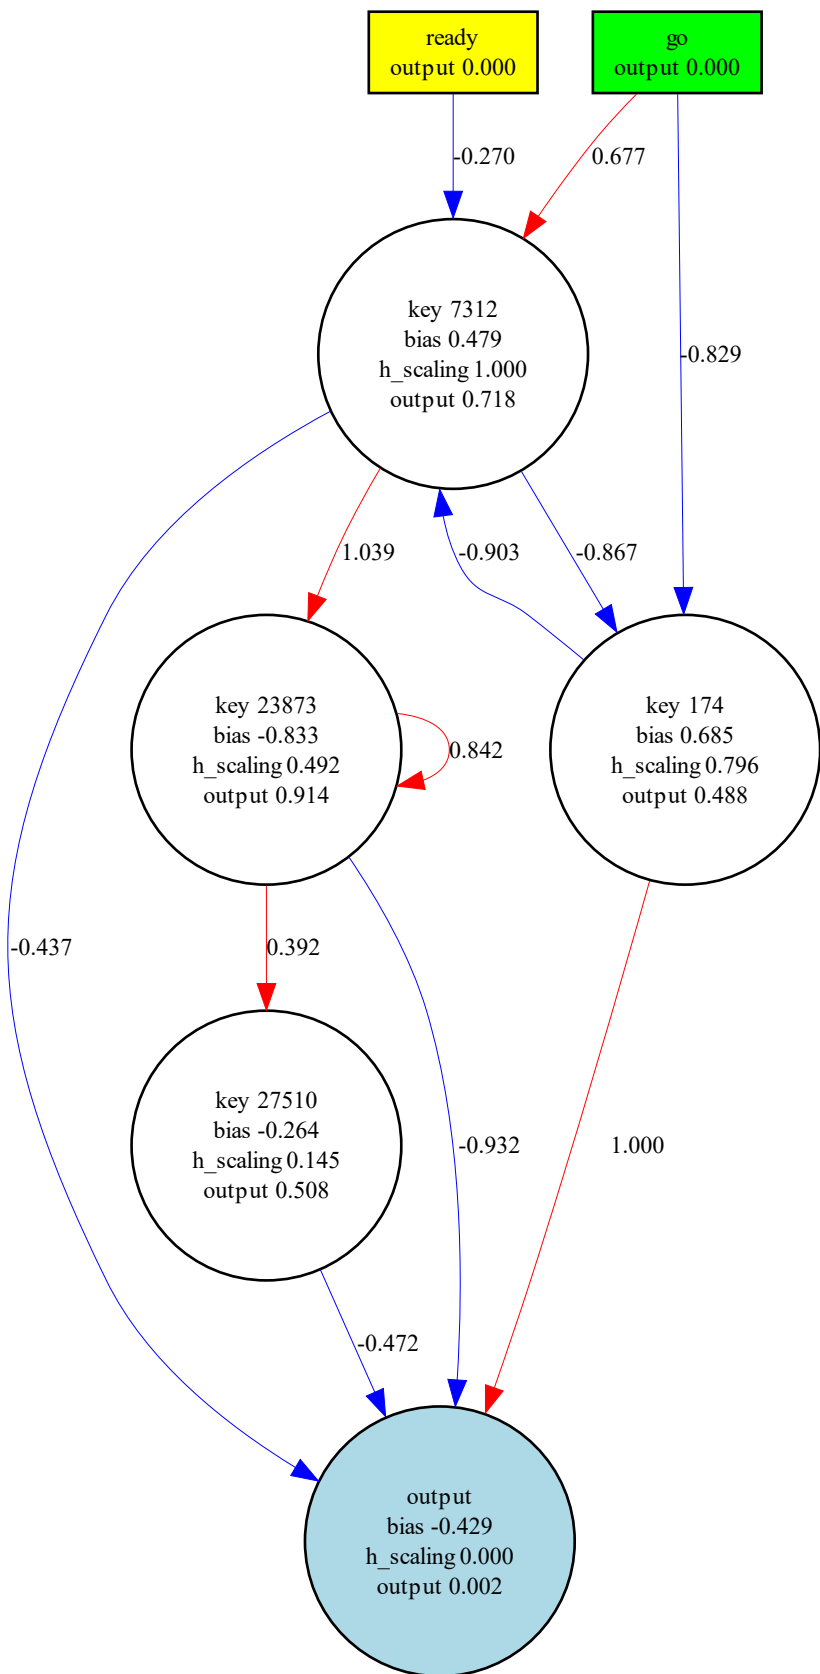 ready
output 0.000
go
output 0.000
-0.270
0.677
key 7312
bias 0.479
h_scaling 1.000
output 0.718
-0.829
1.039
-0.903
-0.867
key 23873
bias -0.833
h_scaling 0.492
output 0.914
0.842
key 174
bias 0.685
h_scaling 0.796
output 0.488
-0.437
0.392
key 27510
bias -0.264
h_scaling 0.145
output 0.508
-0.932
1.000
-0.472
output
bias -0.429
h_scaling 0.000
output 0.002